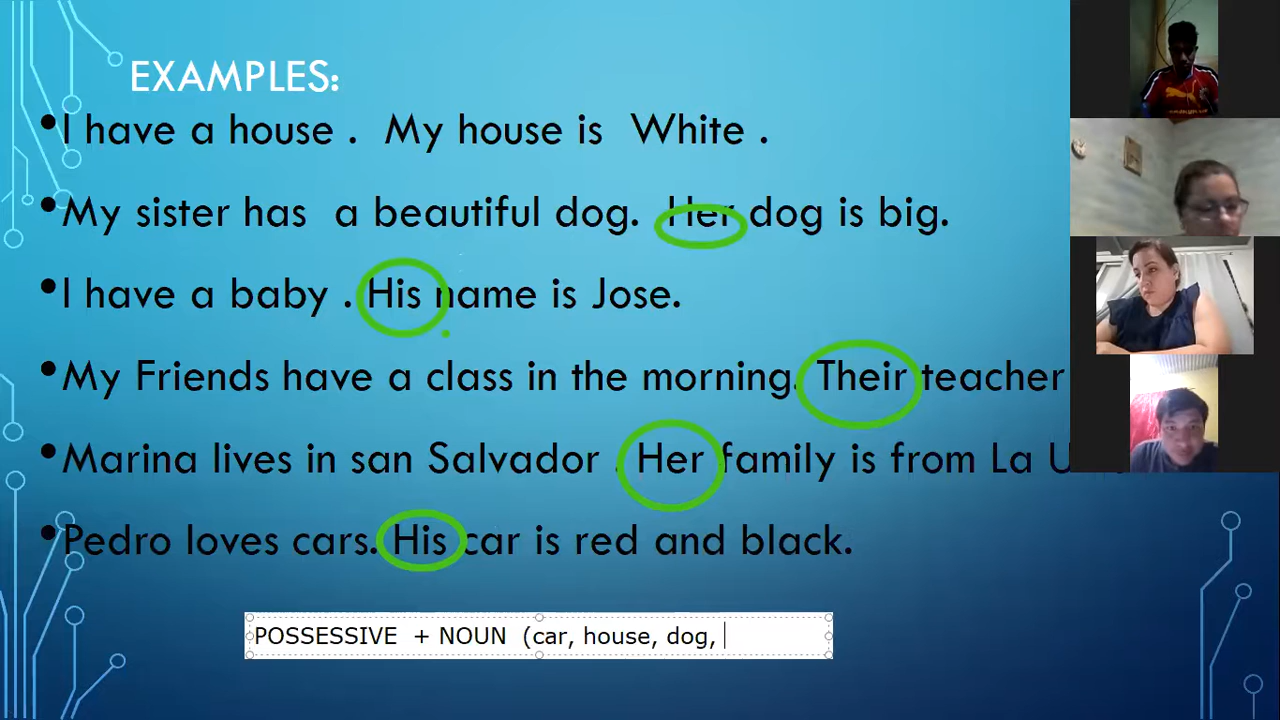 EXAMPLES:
•I have a house .  My house is  White .
•My sister has  a beautiful dog.  Her dog is big.
•I have a baby . His name is Jose.
•My Friends have a class in the morning. Their teacher
•Marina lives in san Salvador . Her family is from La
•Pedro loves cars. His car is red and black.
POSSESSIVE  + NOUN  (car, house, dog,